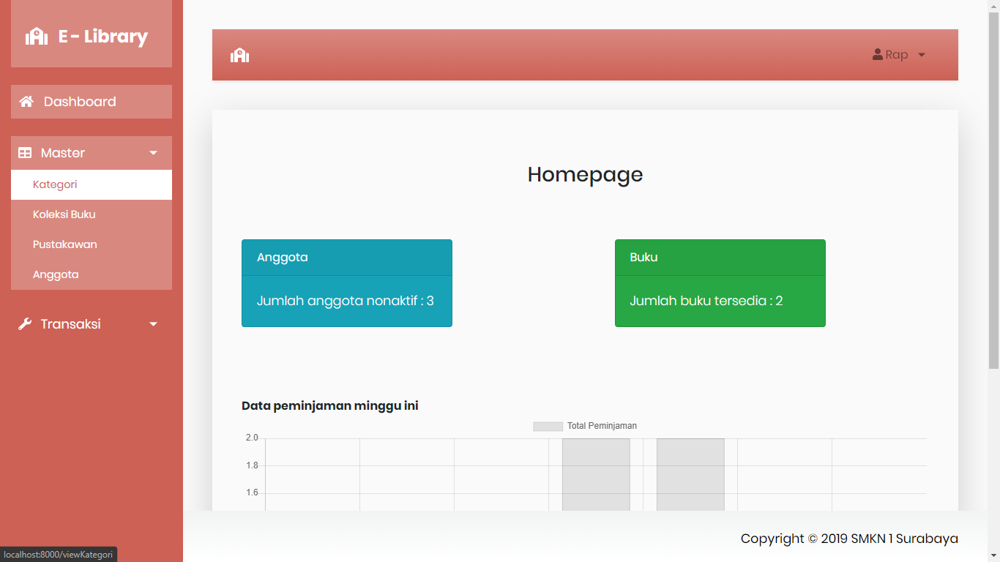 E - Library
Dashboard
Master
Kategori
Koleksi Buku
Pustakawan
Anggota
Transaksi
Rap
Homepage
Anggota
Jumlah anggota nonaktif : 3
Buku
Jumlah buku tersedia : 2
Data peminjaman minggu ini
Total Peminjaman
2.0
1.8
1.6
Copyright © 2019 SMKN 1 Surabaya
localhost:8000/viewKategori